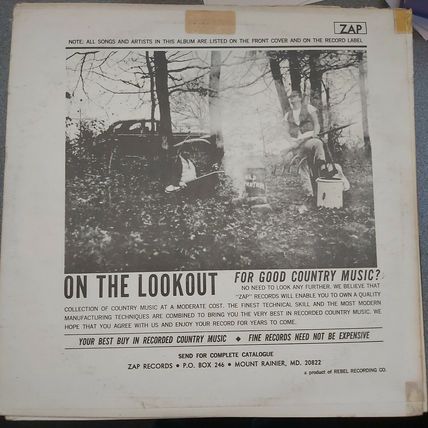 ZAP
NOTE: ALL SONGS AND ARTISTS IN THIS ALBUM ARE LISTED ON THE FRONT COVER AND ON THE RECORD LABEL
ON THE LOOKOUT FOR GOOD COUNTRY MUSIC?
NO NEED TO LOOK ANY FURTHER. WE BELIEVE THAT
"ZAP" RECORDS WILL ENABLE YOU TO OWN A QUALITY
COLLECTION OF COUNTRY MUSIC AT A MODERATE COST. THE FINEST TECHNICAL SKILL AND THE MOST MODERN
MANUFACTURING TECHNIQUES ARE COMBINED TO BRING YOU THE VERY BEST IN RECORDED COUNTRY MUSIC. WE
HOPE THAT YOU AGREE WITH US AND ENJOY YOUR RECORD FOR YEARS TO COME.
YOUR BEST BUY IN RECORDED COUNTRY MUSIC ◆ FINE RECORDS NEED NOT BE EXPENSIVE
SEND FOR COMPLETE CATALOGUE
ZAP RECORDS • P.O. BOX 246 • MOUNT RAINIER, MD. 20822
a product of REBEL RECORDING CO.